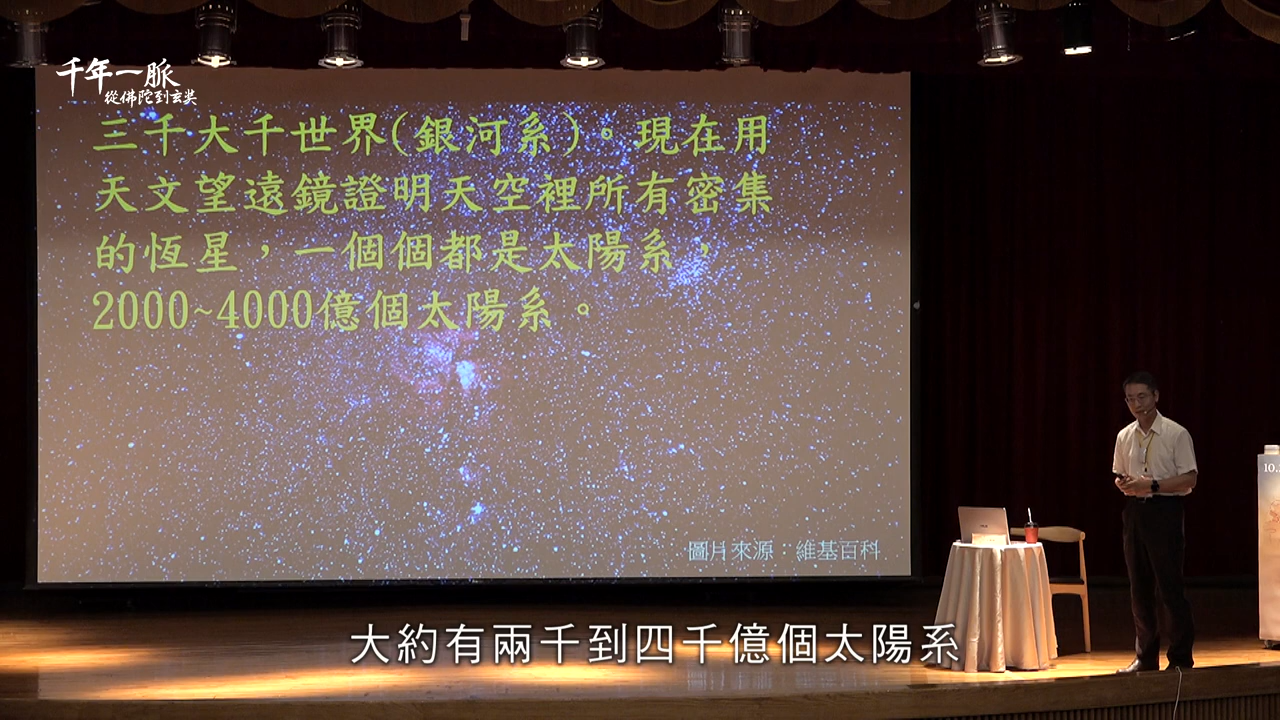 千年一脈
從佛陀到玄奘
三千大千世界(銀河系)。現在用
天文望遠鏡證明天空裡所有密集
的恆星，一個個都是太陽系，
2000~4000億個太陽系。
圖片來源：維基百科
10.
大約有兩千到四千億個太陽系